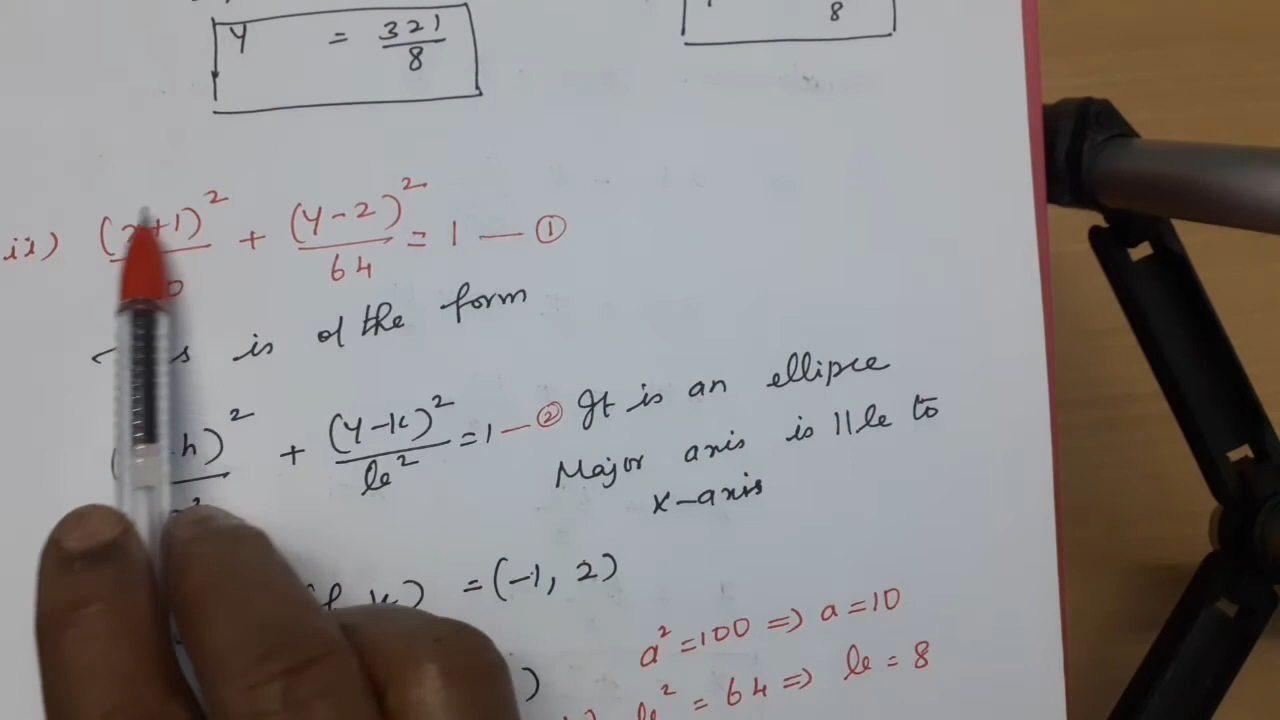 Y = 321/8
8
ii) (x+1)² + (y-2)²/64 = 1 — ①
is of the form
h)² + (y-k)²/b² = 1 — ② It is an ellipse
Major axis is ||le to
x-axis
= (-1, 2)
a² = 100 => a = 10
b² = 64 => b = 8